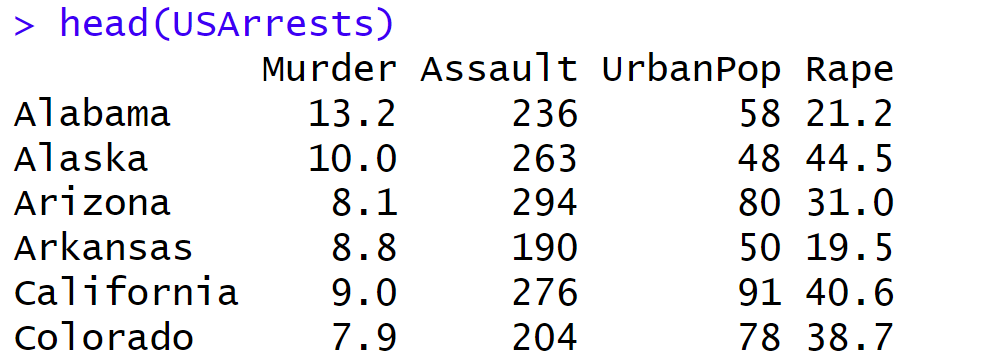 > head(USArrests)
           Murder Assault UrbanPop Rape
Alabama      13.2     236       58 21.2
Alaska       10.0     263       48 44.5
Arizona       8.1     294       80 31.0
Arkansas      8.8     190       50 19.5
California    9.0     276       91 40.6
Colorado      7.9     204       78 38.7